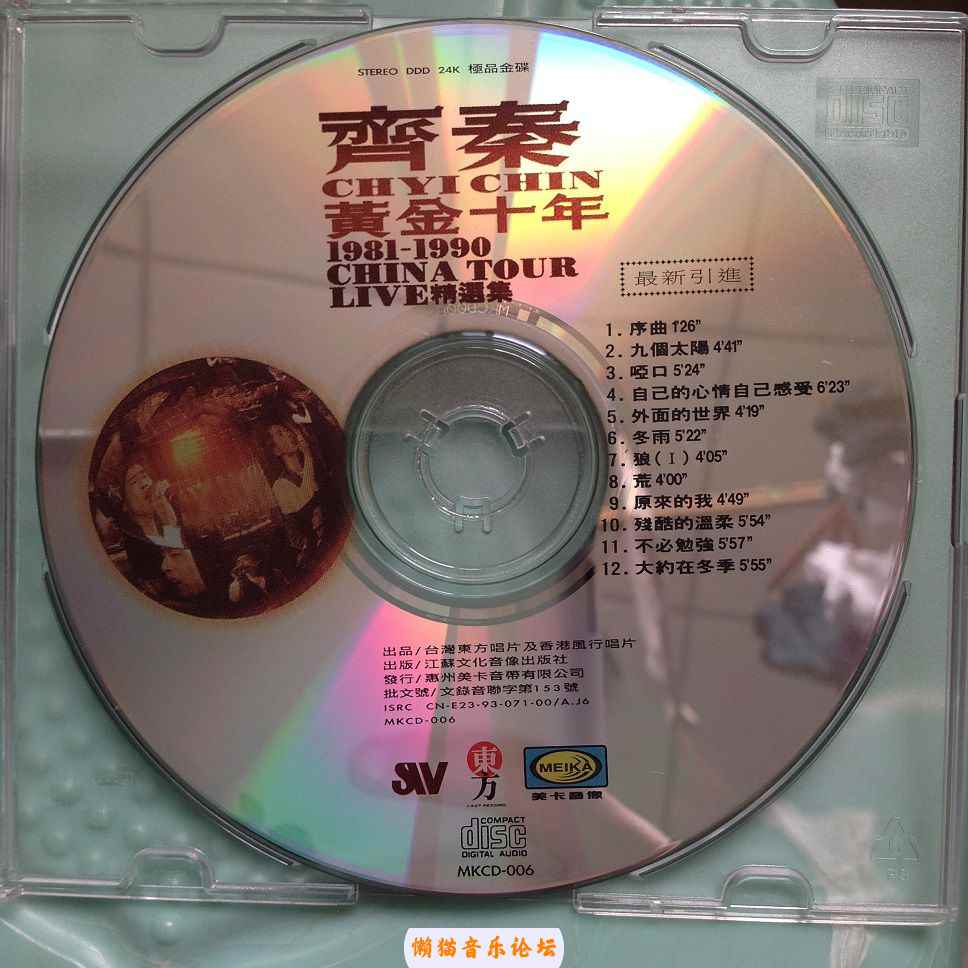 STEREO DDD 24K 極品金碟
齊秦
CHYI CHIN
黃金十年
1981-1990
CHINA TOUR
LIVE精選集
最新引進
1. 序曲 1'26"
2. 九個太陽 4'41"
3. 啞口 5'24"
4. 自己的心情自己感受 6'23"
5. 外面的世界 4'19"
6. 冬雨 5'22"
7. 狼(I) 4'05"
8. 荒 4'00"
9. 原來的我 4'49"
10. 殘酷的溫柔 5'54"
11. 不必勉強 5'57"
12. 大約在冬季 5'55"
出品/台灣東方唱片及香港風行唱片
出版/江蘇文化音像出版社
發行/惠州美卡音帶有限公司
批文號/文錄音聯字第153號
ISRC CN-E23-93-071-00/A.J6
MKCD-006
東方
MEIKA
美卡音像
COMPACT
disc
DIGITAL AUDIO
MKCD-006
懒猫音乐论坛